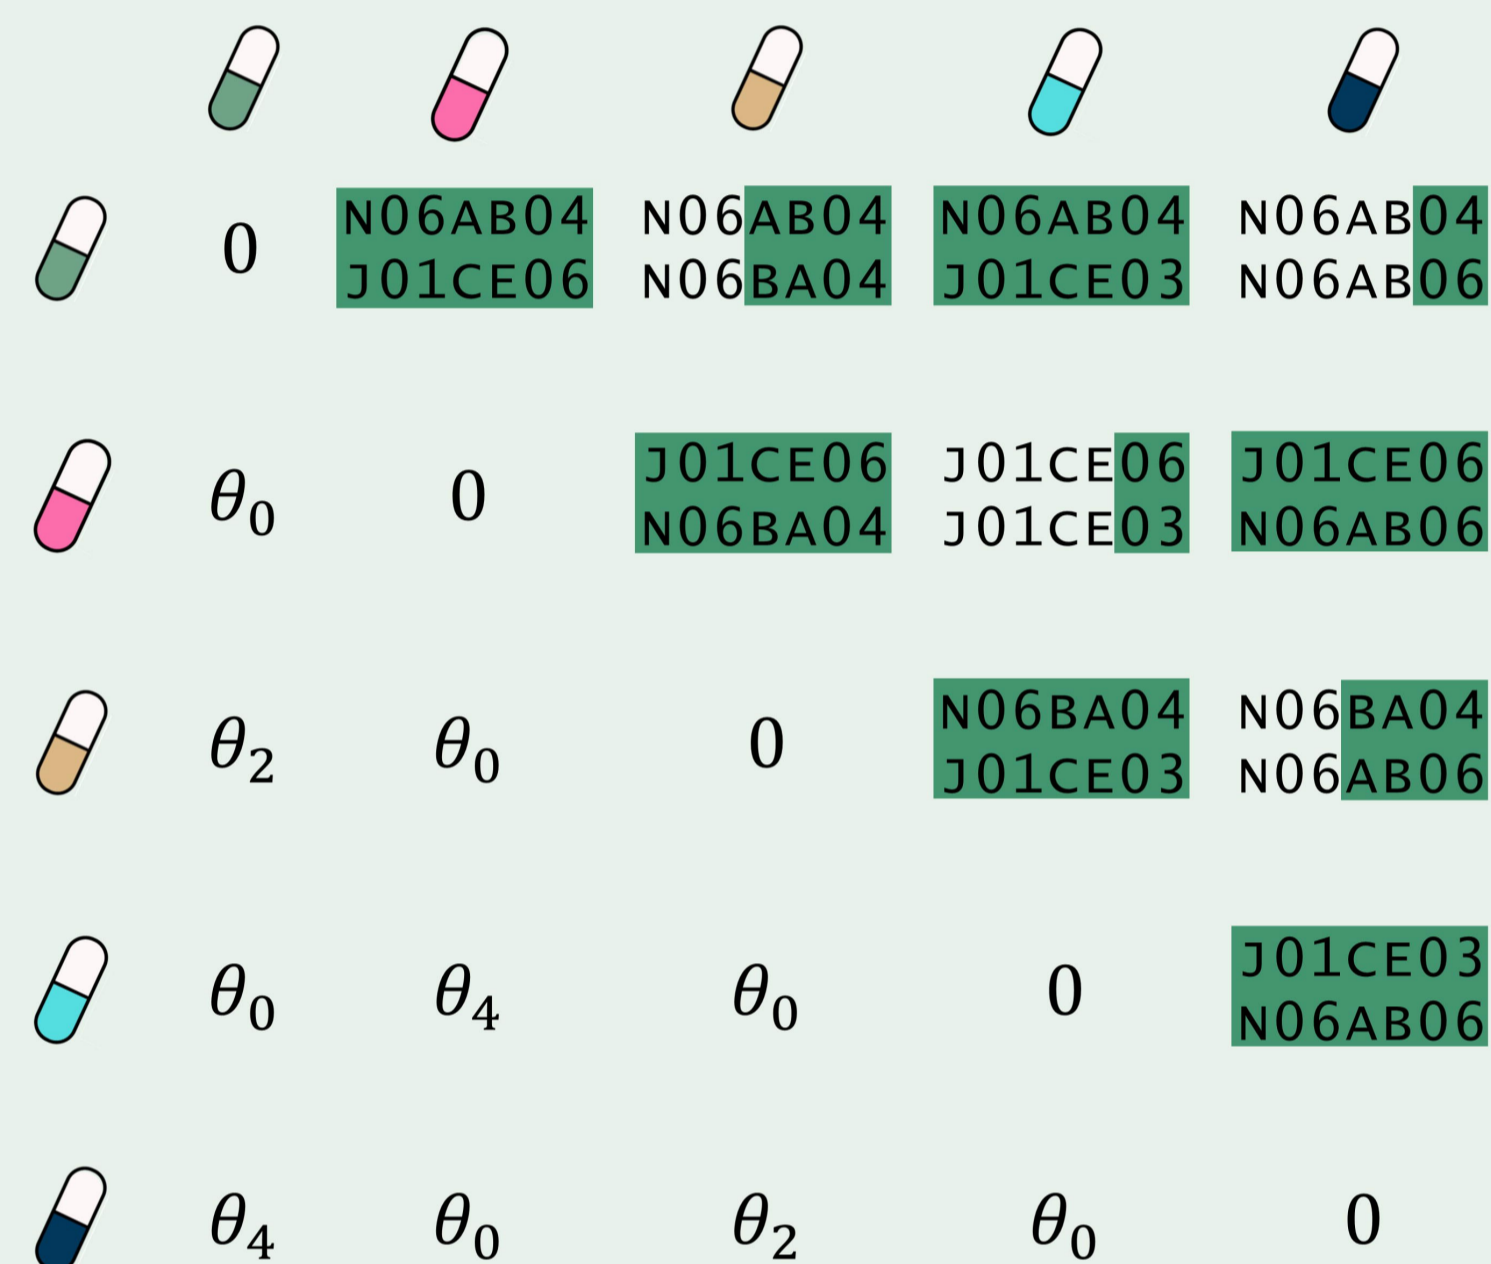 0 N06AB04 N06AB04 N06AB04 N06AB04
J01CE06 N06BA04 J01CE03 N06AB06
θ₀ 0 J01CE06 J01CE06 J01CE06
N06BA04 J01CE03 N06AB06
θ₂ θ₀ 0 N06BA04 N06BA04
J01CE03 N06AB06
θ₀ θ₄ θ₀ 0 J01CE03
N06AB06
θ₄ θ₀ θ₂ θ₀ 0